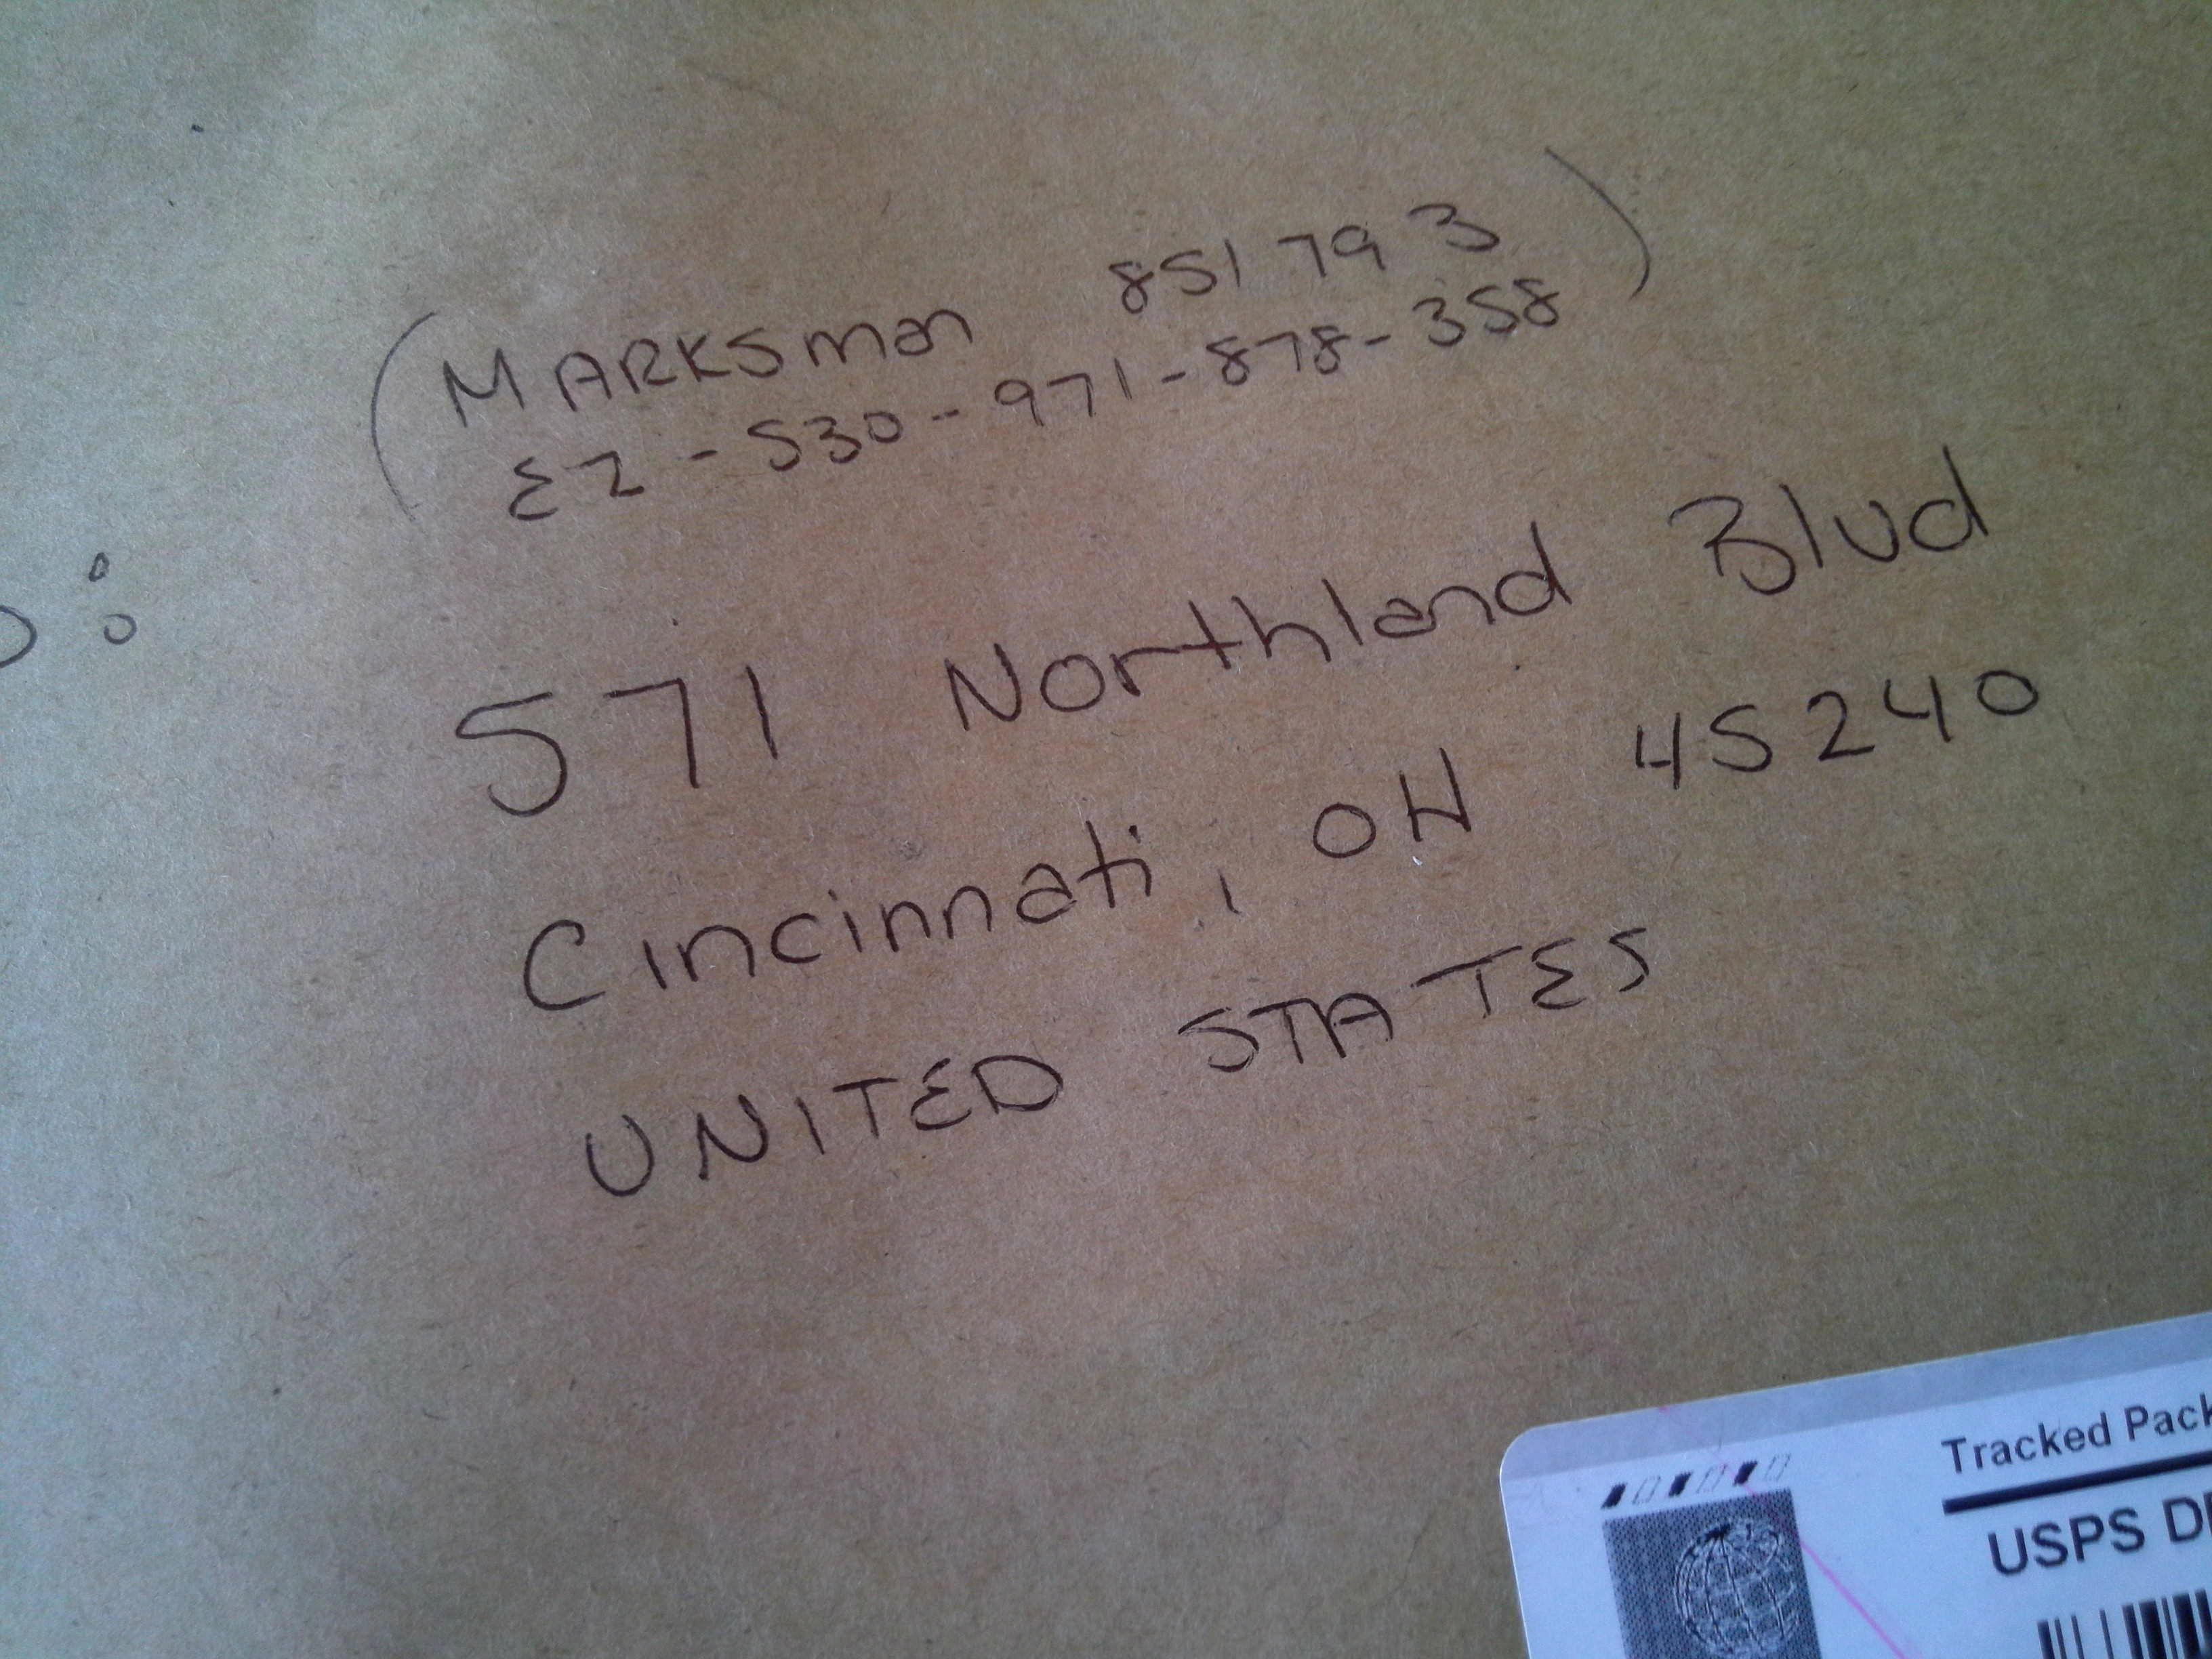 (MARKSman 851793
EZ-530-971-878-358)
571 Northland Blvd
Cincinnati, OH 45240
UNITED STATES
Tracked Pack
USPS D